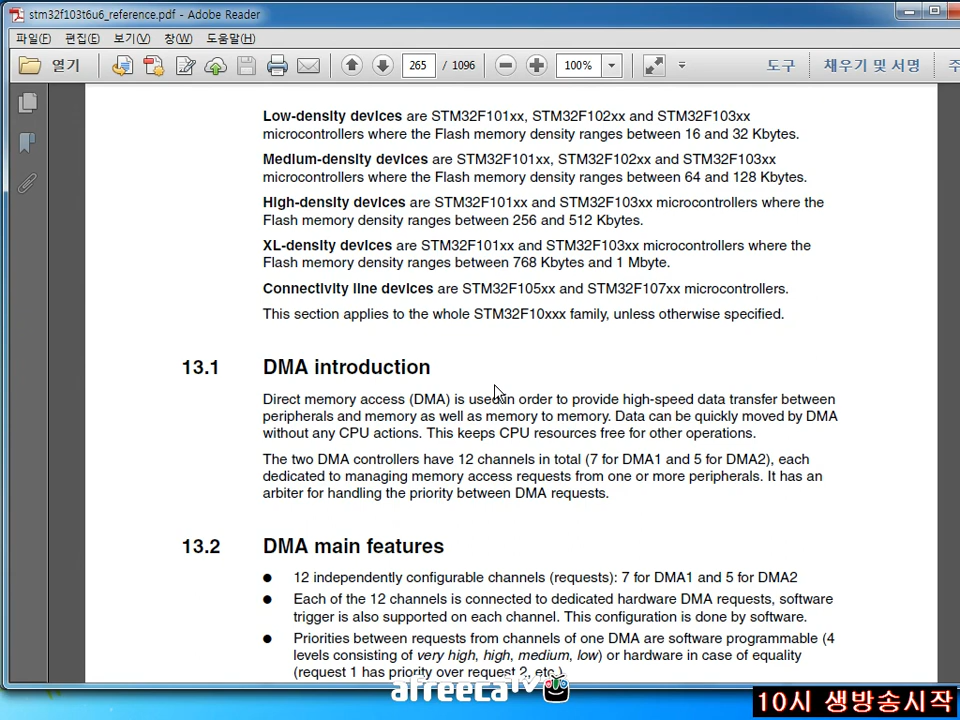 stm32f103t6u6_reference.pdf - Adobe Reader
파일(F) 편집(E) 보기(V) 창(W) 도움말(H)
열기 265 / 1096 100% 도구 채우기 및 서명
Low-density devices are STM32F101xx, STM32F102xx and STM32F103xx
microcontrollers where the Flash memory density ranges between 16 and 32 Kbytes.
Medium-density devices are STM32F101xx, STM32F102xx and STM32F103xx
microcontrollers where the Flash memory density ranges between 64 and 128 Kbytes.
High-density devices are STM32F101xx and STM32F103xx microcontrollers where the
Flash memory density ranges between 256 and 512 Kbytes.
XL-density devices are STM32F101xx and STM32F103xx microcontrollers where the
Flash memory density ranges between 768 Kbytes and 1 Mbyte.
Connectivity line devices are STM32F105xx and STM32F107xx microcontrollers.
This section applies to the whole STM32F10xxx family, unless otherwise specified.
13.1 DMA introduction
Direct memory access (DMA) is used in order to provide high-speed data transfer between
peripherals and memory as well as memory to memory. Data can be quickly moved by DMA
without any CPU actions. This keeps CPU resources free for other operations.
The two DMA controllers have 12 channels in total (7 for DMA1 and 5 for DMA2), each
dedicated to managing memory access requests from one or more peripherals. It has an
arbiter for handling the priority between DMA requests.
13.2 DMA main features
● 12 independently configurable channels (requests): 7 for DMA1 and 5 for DMA2
● Each of the 12 channels is connected to dedicated hardware DMA requests, software
trigger is also supported on each channel. This configuration is done by software.
● Priorities between requests from channels of one DMA are software programmable (4
levels consisting of very high, high, medium, low) or hardware in case of equality
(request 1 has priority over request 2, etc.)
afreecaTV
10시 생방송시작